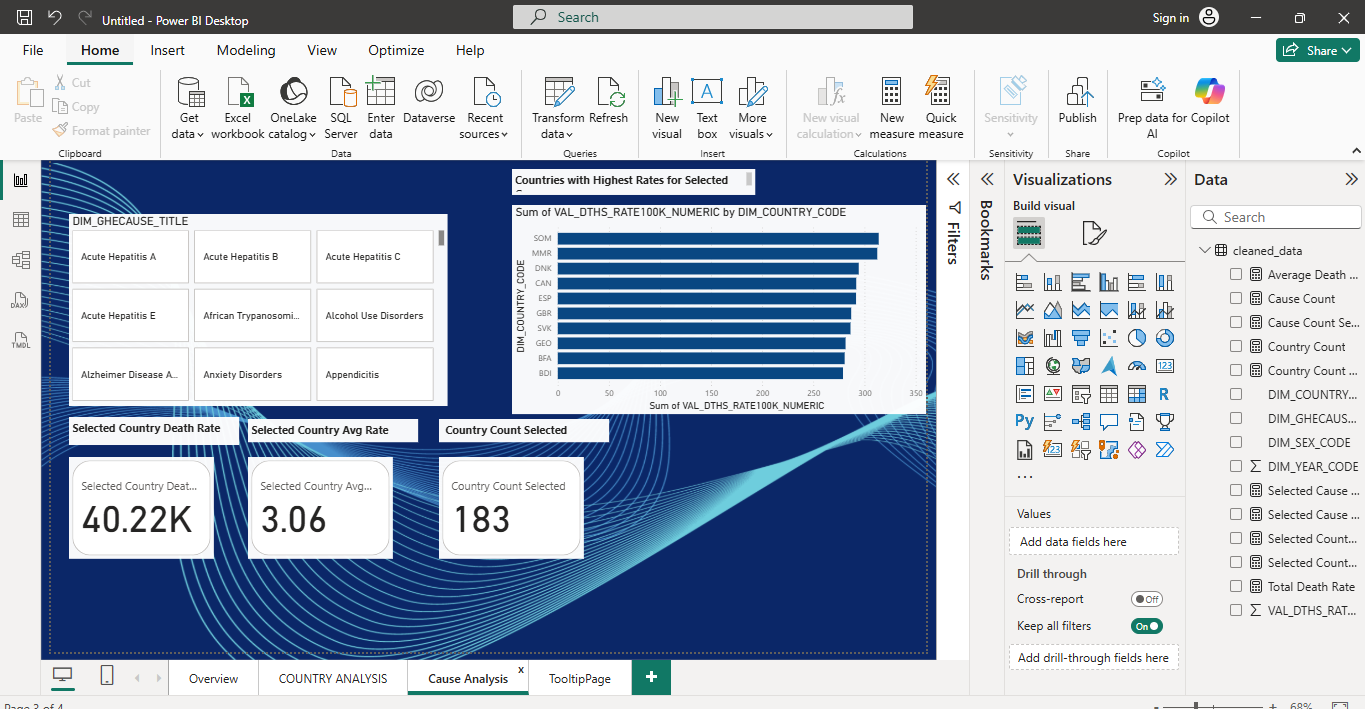 Untitled - Power BI Desktop
Search
Sign in
File Home Insert Modeling View Optimize Help
Share
Paste
Cut
Copy
Format painter
Clipboard
Get data
Excel workbook
OneLake catalog
SQL Server
Enter data
Dataverse
Recent sources
Data
Transform data
Refresh
Queries
New visual
Text box
More visuals
Insert
New visual calculation
New measure
Quick measure
Calculations
Sensitivity
Sensitivity
Publish
Share
Prep data for AI
Copilot
Copilot
DAX
TMDL
DIM_GHECAUSE_TITLE
Acute Hepatitis A
Acute Hepatitis B
Acute Hepatitis C
Acute Hepatitis E
African Trypanosomi...
Alcohol Use Disorders
Alzheimer Disease A...
Anxiety Disorders
Appendicitis
Countries with Highest Rates for Selected
Sum of VAL_DTHS_RATE100K_NUMERIC by DIM_COUNTRY_CODE
DIM_COUNTRY_CODE
SOM
MMR
DNK
CAN
ESP
GBR
SVK
GEO
BFA
BDI
0 50 100 150 200 250 300 350
Sum of VAL_DTHS_RATE100K_NUMERIC
Selected Country Death Rate
Selected Country Avg Rate
Country Count Selected
Selected Country Deat...
40.22K
Selected Country Avg...
3.06
Country Count Selected
183
Filters
Bookmarks
Visualizations
Build visual
123
R
Py
123
...
Values
Add data fields here
Drill through
Cross-report
Off
Keep all filters
On
Add drill-through fields here
Data
Search
cleaned_data
Average Death ...
Cause Count
Cause Count Se...
Country Count
Country Count ...
DIM_COUNTRY...
DIM_GHECAUS...
DIM_SEX_CODE
DIM_YEAR_CODE
Selected Cause ...
Selected Cause ...
Selected Count...
Selected Count...
Total Death Rate
VAL_DTHS_RAT...
Overview
COUNTRY ANALYSIS
Cause Analysis
x
TooltipPage
+
Page 3 of 4
- + 68%